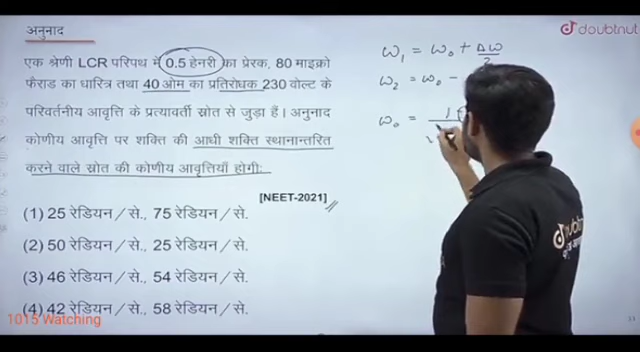 अनुनाद
एक श्रेणी LCR परिपथ में 0.5 हेनरी का प्रेरक, 80 माइक्रो
फैराड का धारित्र तथा 40 ओम का प्रतिरोधक 230 वोल्ट के
परिवर्तनीय आवृत्ति के प्रत्यावर्ती स्रोत से जुड़ा है। अनुनाद
कोणीय आवृत्ति पर शक्ति की आधी शक्ति स्थानान्तरित
करने वाले स्रोत की कोणीय आवृत्तियाँ होगी:
[NEET-2021]
(1) 25 रेडियन/से., 75 रेडियन/से.
(2) 50 रेडियन/से., 25 रेडियन/से.
(3) 46 रेडियन/से., 54 रेडियन/से.
(4) 42 रेडियन/से., 58 रेडियन/से.
1015 Watching
ω₁ = ω₀ + Δω/2
ω₂ = ω₀ -
ω₀ = 1
doubtnut
doubtnut